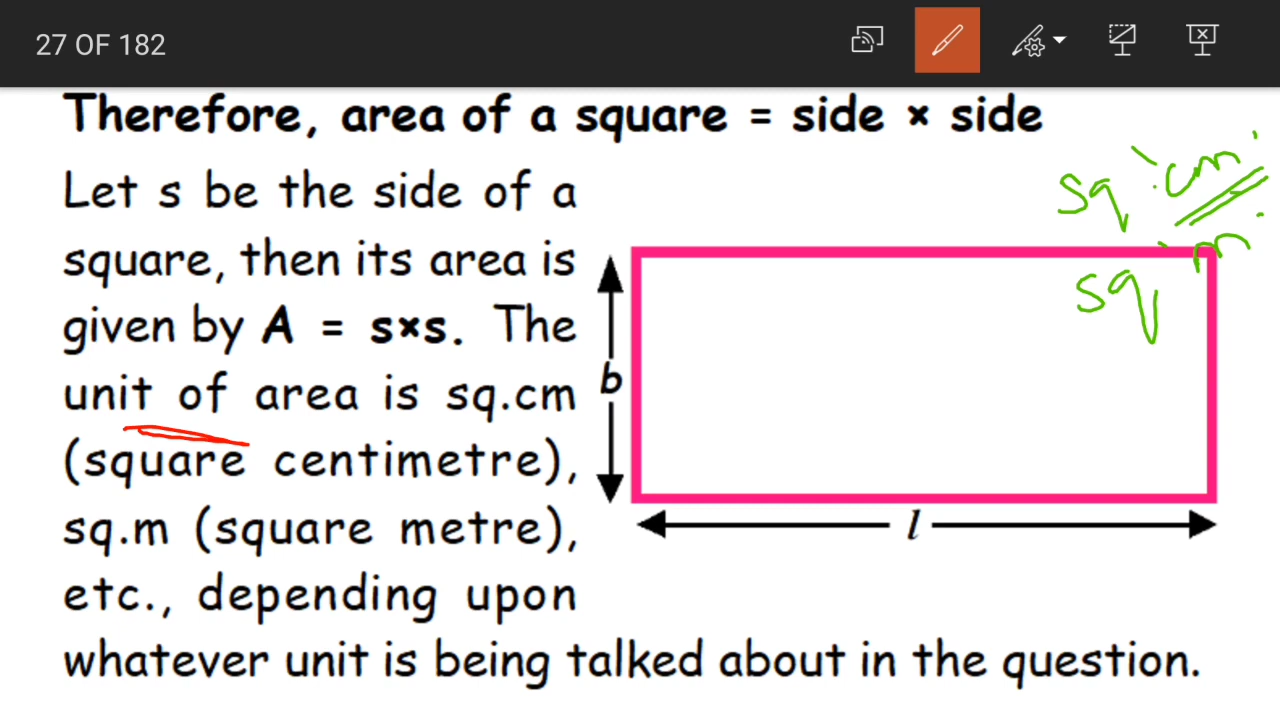 27 OF 182
Therefore, area of a square = side × side
Let s be the side of a
square, then its area is
given by A = s×s. The
unit of area is sq.cm
(square centimetre),
sq.m (square metre),
etc., depending upon
whatever unit is being talked about in the question.
sq cm
sq m
b
l